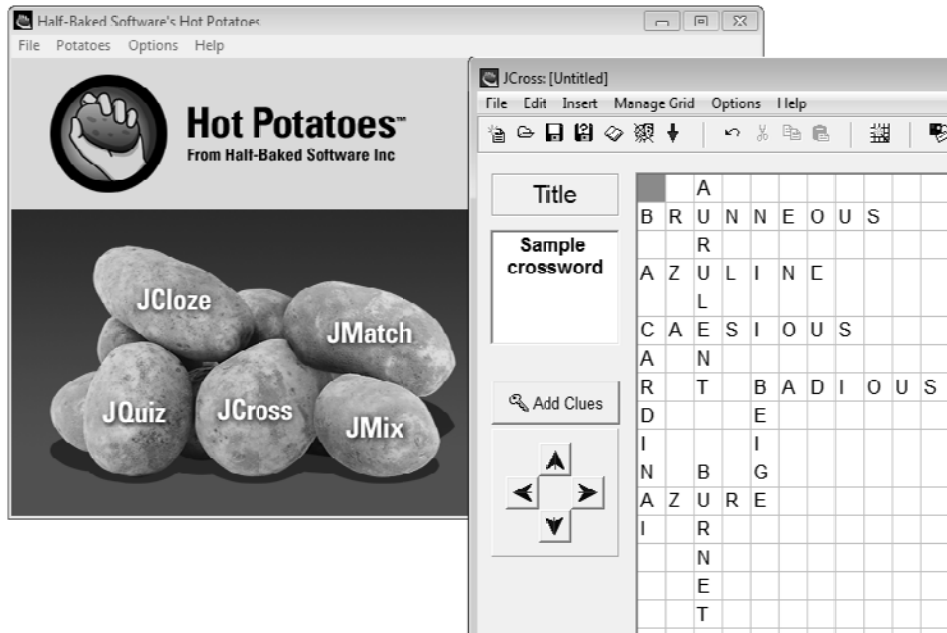 Half-Baked Software's Hot Potatoes
File Potatoes Options Help
Hot Potatoes™
From Half-Baked Software Inc
JCloze
JMatch
JQuiz
JCross
JMix
JCross: [Untitled]
File Edit Insert Manage Grid Options Help
Title
Sample
crossword
Add Clues
A
B R U N N E O U S
R
A Z U L I N E
L
C A E S I O U S
A N
R T B A D I O U S
D E
I I
N B G
A Z U R E
I R
N
E
T